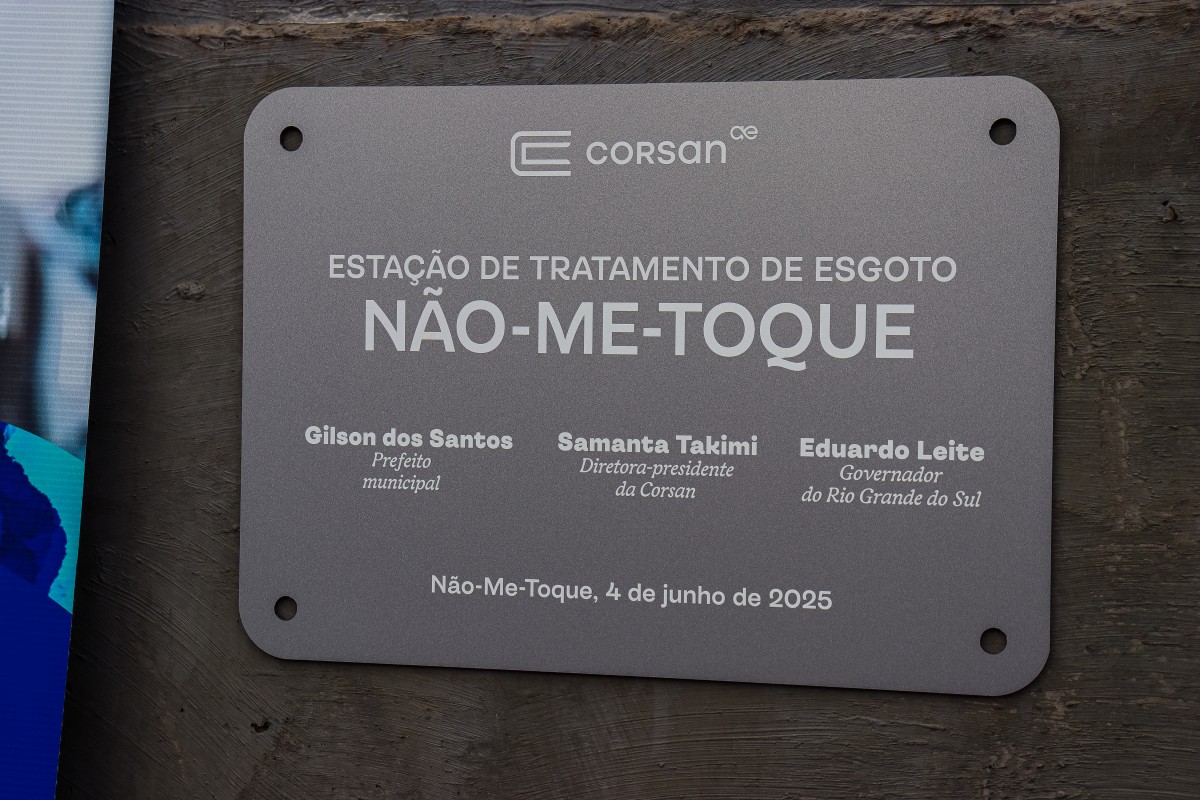 CORSAN ae
ESTAÇÃO DE TRATAMENTO DE ESGOTO
NÃO-ME-TOQUE
Gilson dos Santos
Prefeito
municipal
Samanta Takimi
Diretora-presidente
da Corsan
Eduardo Leite
Governador
do Rio Grande do Sul
Não-Me-Toque, 4 de junho de 2025